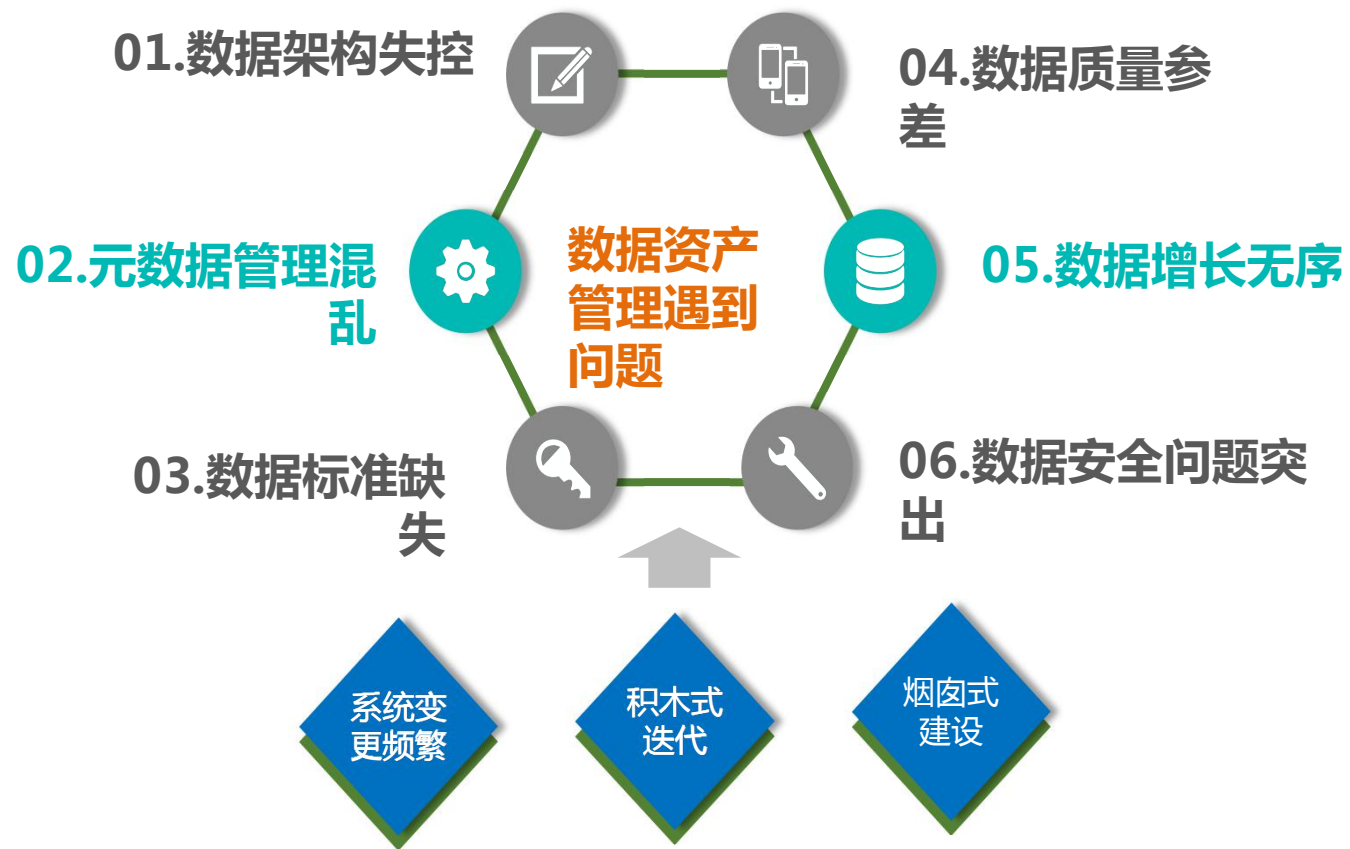 01.数据架构失控
04.数据质量参
差
02.元数据管理混
乱
数据资产
管理遇到
问题
05.数据增长无序
03.数据标准缺
失
06.数据安全问题突
出
系统变
更频繁
积木式
迭代
烟囱式
建设